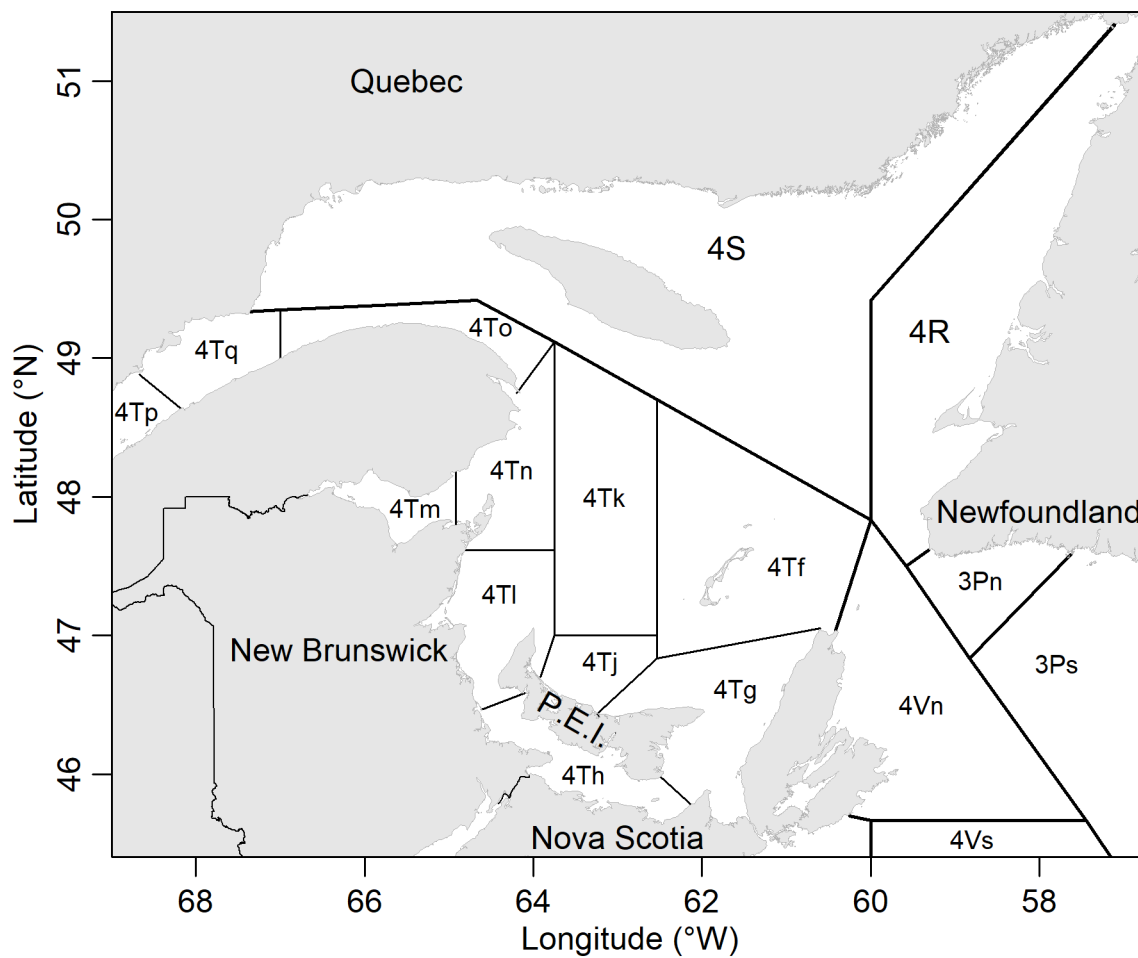 51
50
49
48
47
46
Latitude (°N)
Quebec
4S
4R
4To
4Tq
4Tp
4Tn
4Tk
4Tm
Newfoundland
4Tf
3Pn
4Tl
New Brunswick
4Tj
3Ps
4Tg
4Vn
P.E.I.
4Th
Nova Scotia
4Vs
68
66
64
62
60
58
Longitude (°W)